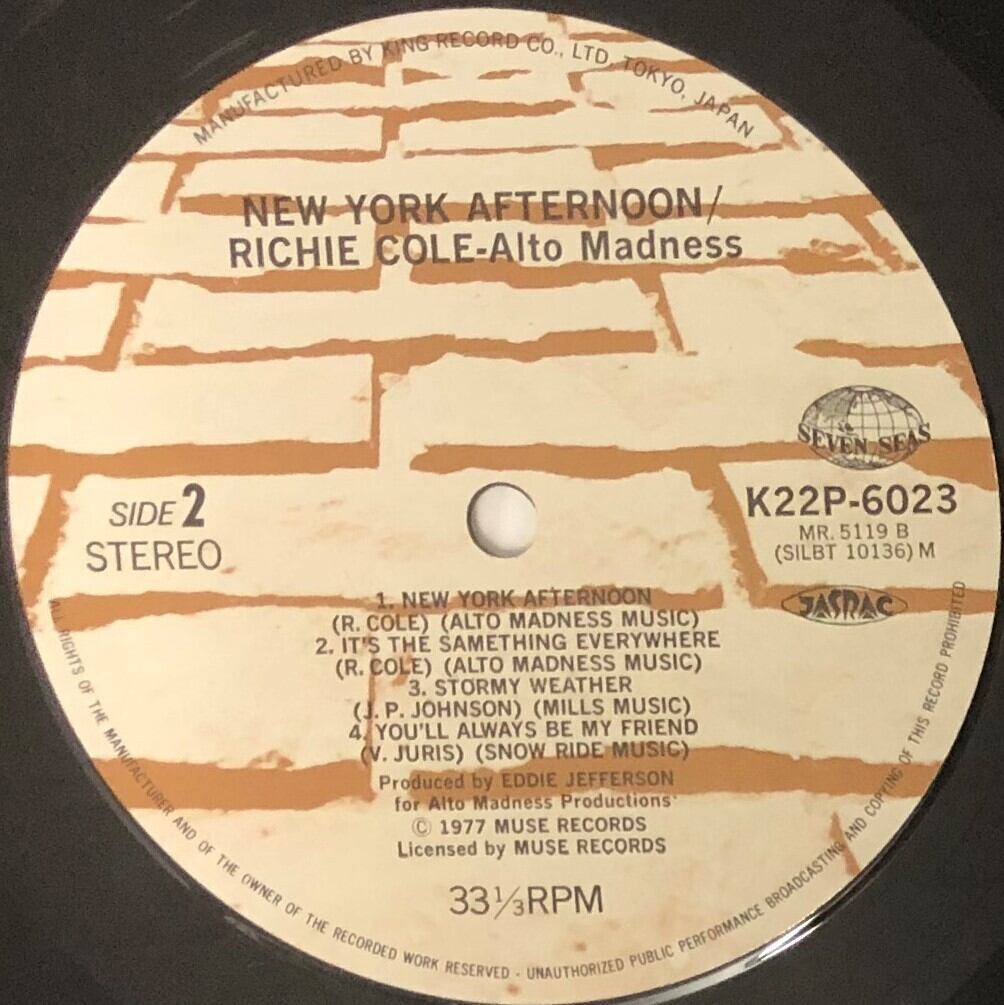 MANUFACTURED BY KING RECORD CO., LTD, TOKYO, JAPAN
NEW YORK AFTERNOON/
RICHIE COLE-Alto Madness
SEVEN SEAS
SIDE 2
STEREO
K22P-6023
MR. 5119 B
(SILBT 10136) M
JASRAC
1. NEW YORK AFTERNOON
(R. COLE) (ALTO MADNESS MUSIC)
2. IT'S THE SAMETHING EVERYWHERE
(R. COLE) (ALTO MADNESS MUSIC)
3. STORMY WEATHER
(J. P. JOHNSON) (MILLS MUSIC)
4. YOU'LL ALWAYS BE MY FRIEND
(V. JURIS) (SNOW RIDE MUSIC)
Produced by EDDIE JEFFERSON
for Alto Madness Productions
Ⓒ 1977 MUSE RECORDS
Licensed by MUSE RECORDS
33⅓RPM
ALL RIGHTS OF THE MANUFACTURER AND OF THE OWNER OF THE RECORDED WORK RESERVED - UNAUTHORIZED PUBLIC PERFORMANCE BROADCASTING AND COPYING OF THIS RECORD PROHIBITED